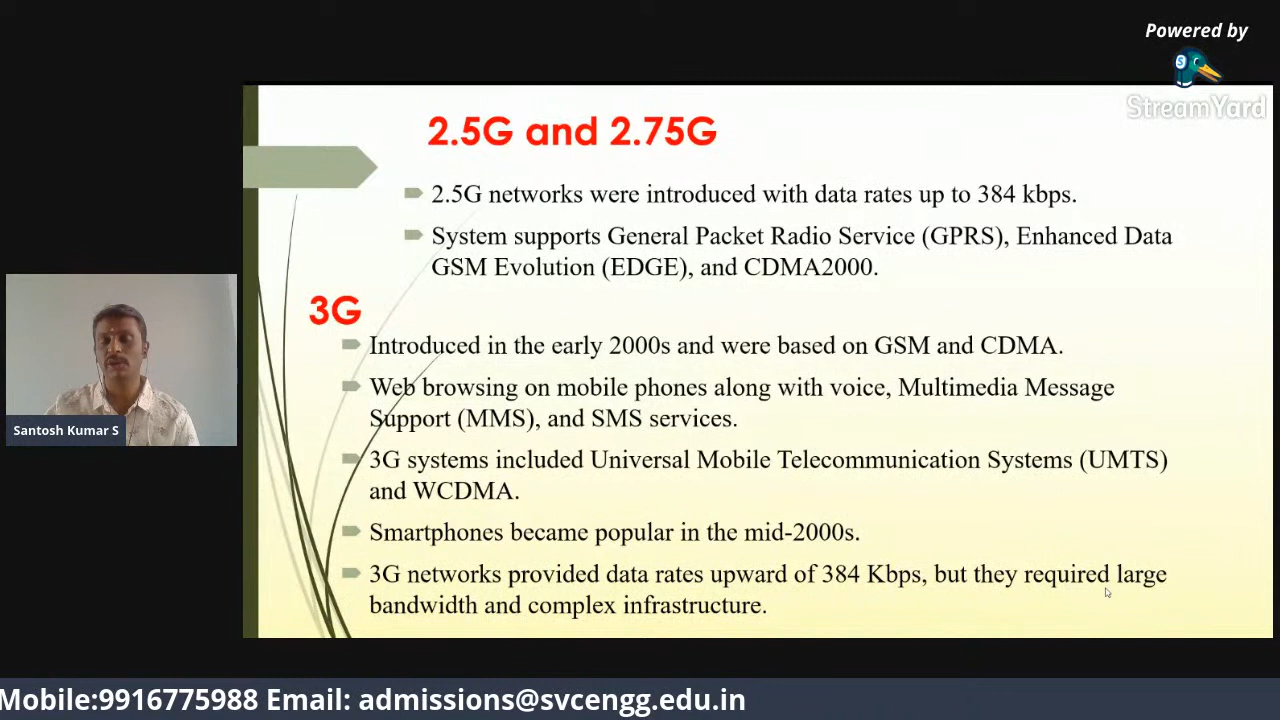 Powered by
StreamYard
2.5G and 2.75G
2.5G networks were introduced with data rates up to 384 kbps.
System supports General Packet Radio Service (GPRS), Enhanced Data
GSM Evolution (EDGE), and CDMA2000.
3G
Introduced in the early 2000s and were based on GSM and CDMA.
Web browsing on mobile phones along with voice, Multimedia Message
Support (MMS), and SMS services.
3G systems included Universal Mobile Telecommunication Systems (UMTS)
and WCDMA.
Smartphones became popular in the mid-2000s.
3G networks provided data rates upward of 384 Kbps, but they required large
bandwidth and complex infrastructure.
Santosh Kumar S
Mobile:9916775988 Email: admissions@svcengg.edu.in